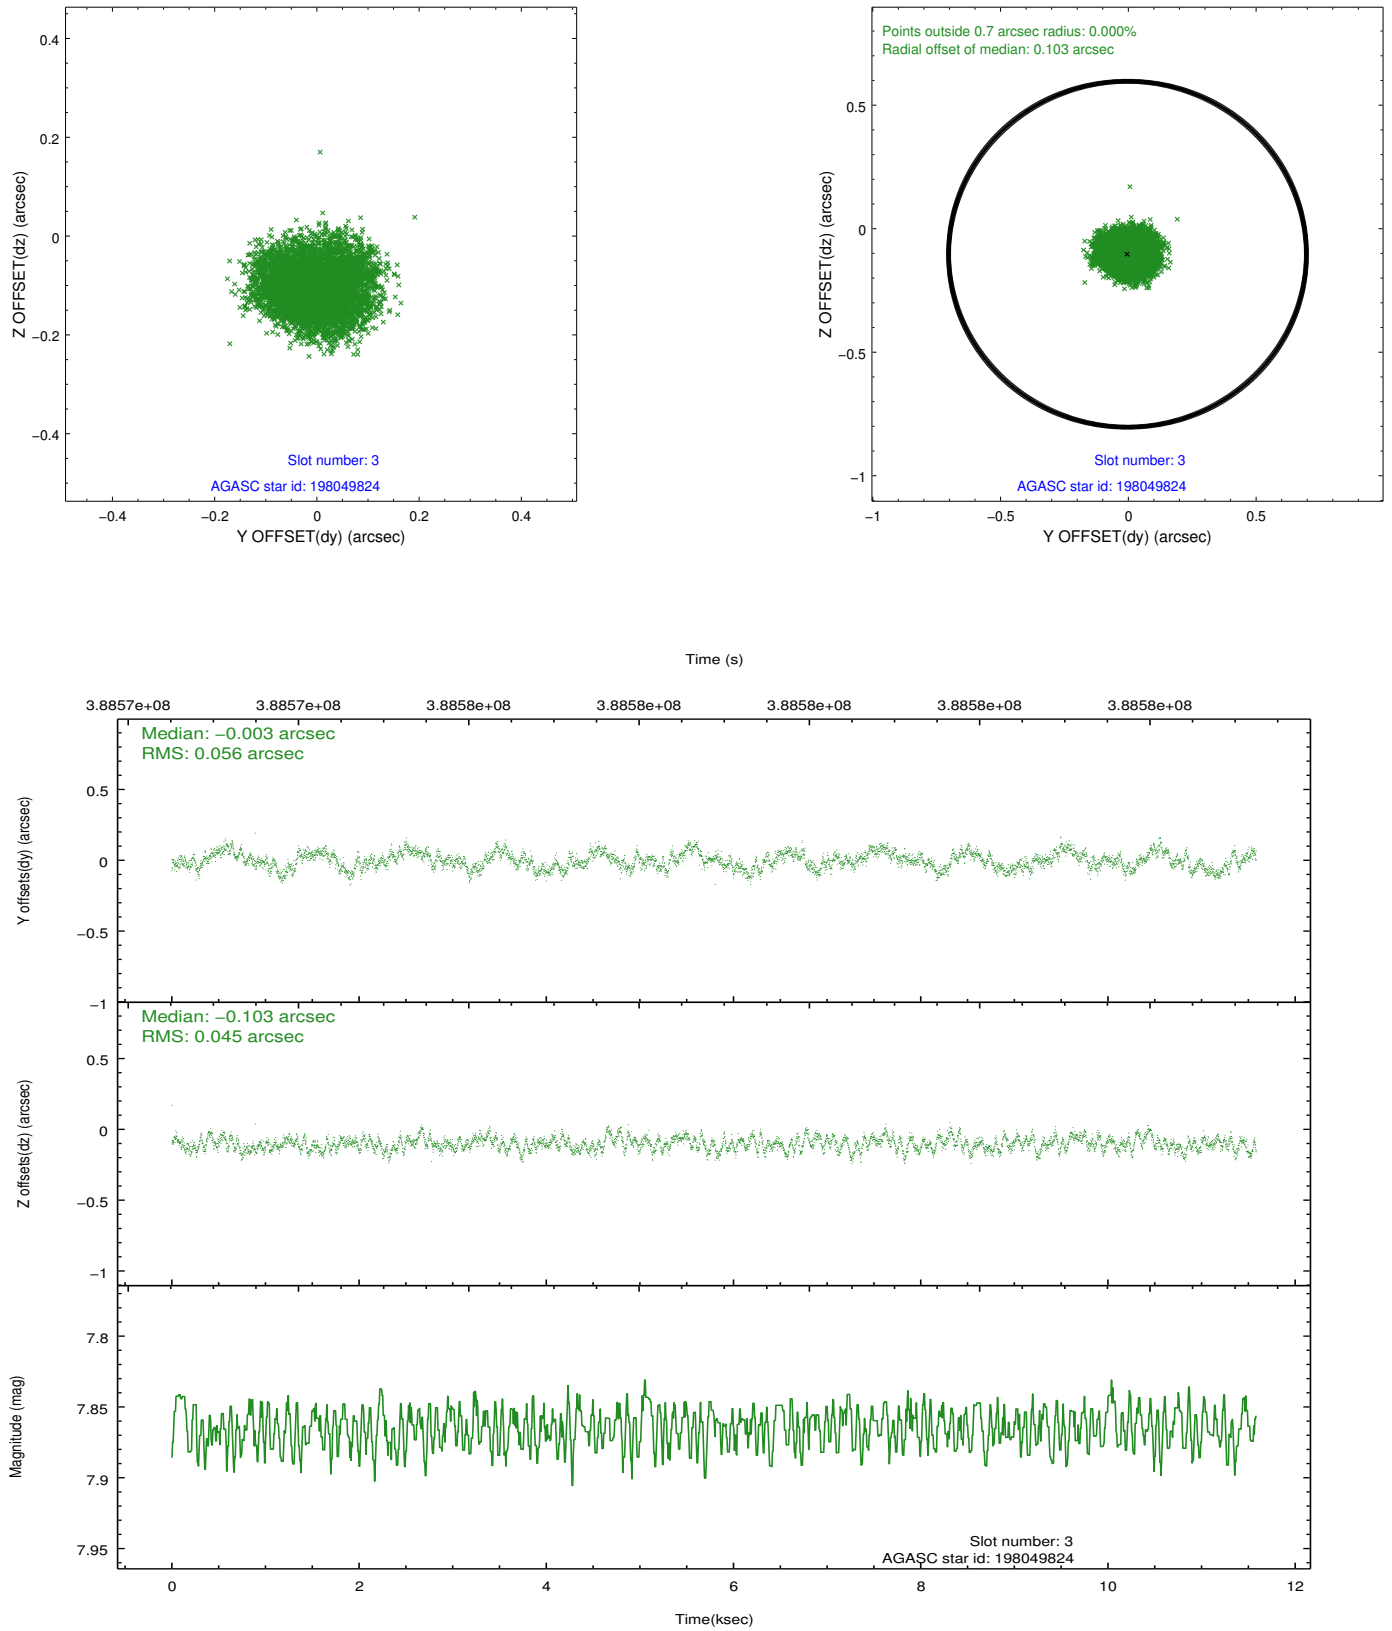 0.4
0.2
0
−0.2
−0.4
Z OFFSET(dz) (arcsec)
Slot number: 3
AGASC star id: 198049824
−0.4
−0.2
0
0.2
0.4
Y OFFSET(dy) (arcsec)
Points outside 0.7 arcsec radius: 0.000%
Radial offset of median: 0.103 arcsec
0.5
0
−0.5
−1
Z OFFSET(dz) (arcsec)
Slot number: 3
AGASC star id: 198049824
−1
−0.5
0
0.5
Y OFFSET(dy) (arcsec)
Time (s)
3.8857e+08
3.8857e+08
3.8858e+08
3.8858e+08
3.8858e+08
3.8858e+08
3.8858e+08
Median: −0.003 arcsec
RMS: 0.056 arcsec
0.5
0
−0.5
−1
Y offsets(dy) (arcsec)
Median: −0.103 arcsec
RMS: 0.045 arcsec
0.5
0
−0.5
−1
Z offsets(dz) (arcsec)
7.8
7.85
7.9
7.95
Magnitude (mag)
Slot number: 3
AGASC star id: 198049824
0
2
4
6
8
10
12
Time(ksec)